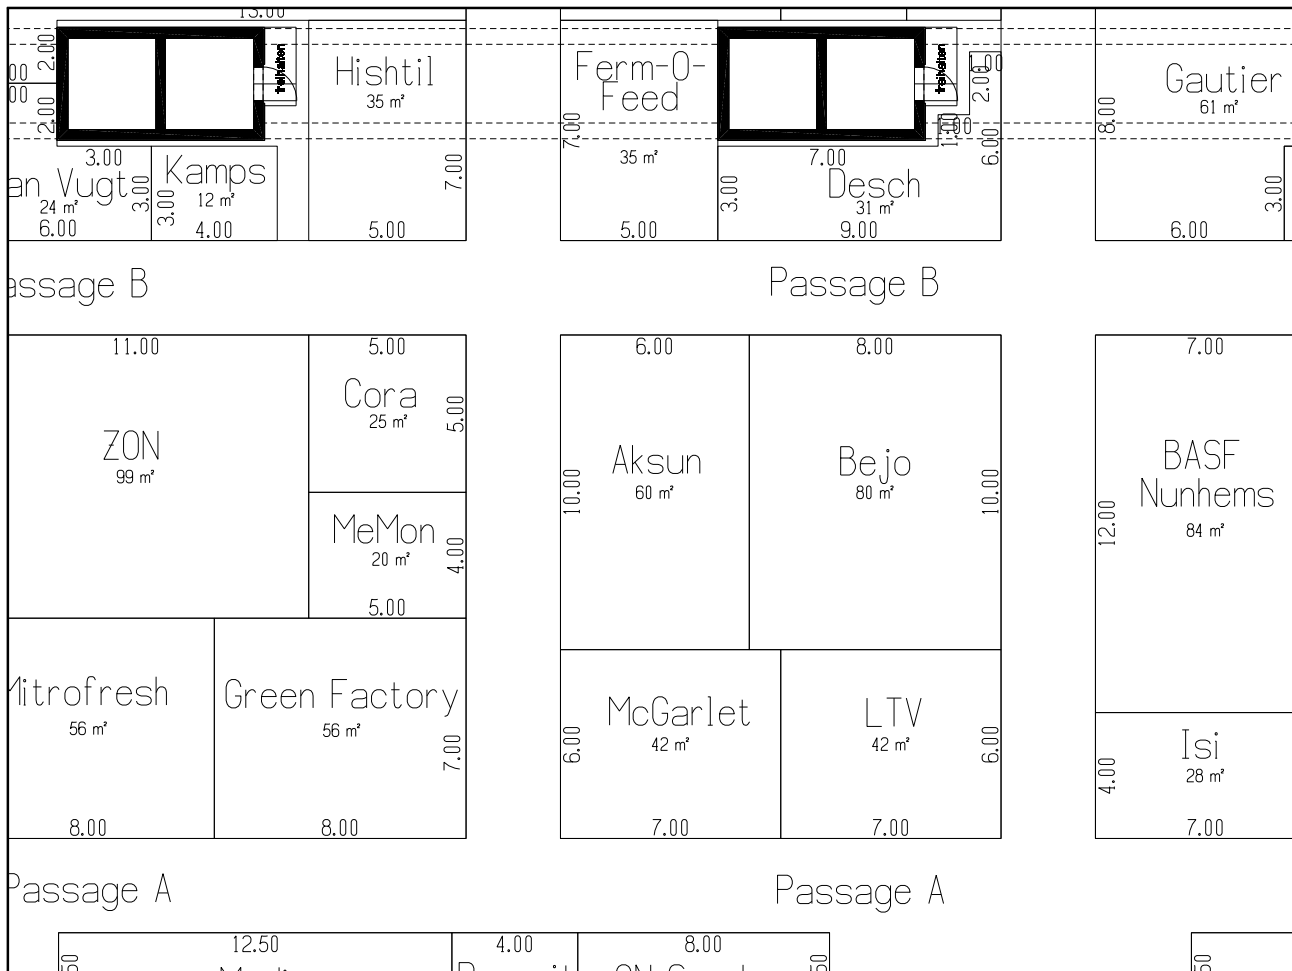 13.00
2.00
freihalten
Hishtil
35 m²
2.00
7.00
3.00
Kamps
12 m²
24 m²
3.00
3.00
6.00
4.00
5.00
Ferm-O-
Feed
35 m²
7.00
5.00
freihalten
1.00
2.00
1.00
1.00
6.00
7.00
Desch
31 m²
3.00
9.00
Gautier
61 m²
8.00
3.00
6.00
Passage B
11.00
5.00
Cora
25 m²
5.00
ZON
99 m²
MeMon
20 m²
4.00
5.00
Mitrofresh
56 m²
8.00
Green Factory
56 m²
7.00
8.00
6.00
8.00
Aksun
60 m²
10.00
Bejo
80 m²
10.00
McGarlet
42 m²
6.00
7.00
LTV
42 m²
6.00
7.00
7.00
BASF
Nunhems
84 m²
12.00
Isi
28 m²
4.00
7.00
Passage A
Passage A
12.50
4.00
8.00